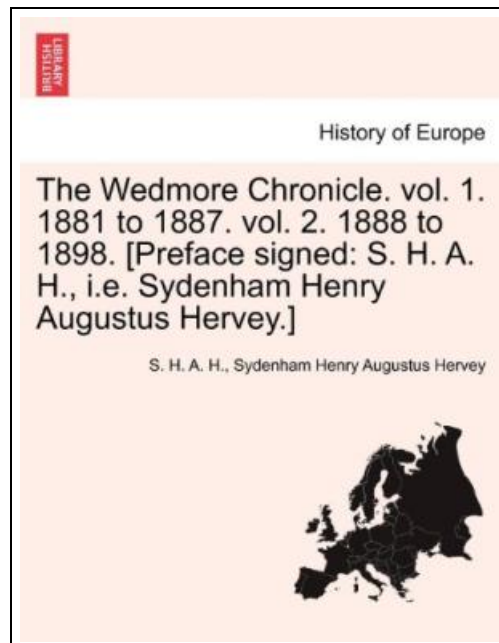 BRITISH
LIBRARY
History of Europe
The Wedmore Chronicle. vol. 1.
1881 to 1887. vol. 2. 1888 to
1898. [Preface signed: S. H. A.
H., i.e. Sydenham Henry
Augustus Hervey.]
S. H. A. H., Sydenham Henry Augustus Hervey